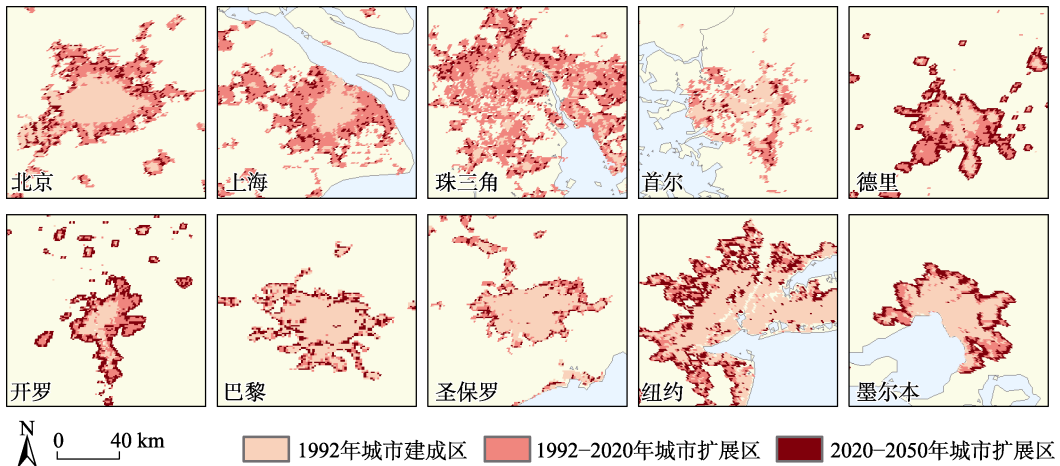 北京
上海
珠三角
首尔
德里
开罗
巴黎
圣保罗
纽约
墨尔本
N
0 40 km
1992年城市建成区
1992-2020年城市扩展区
2020-2050年城市扩展区